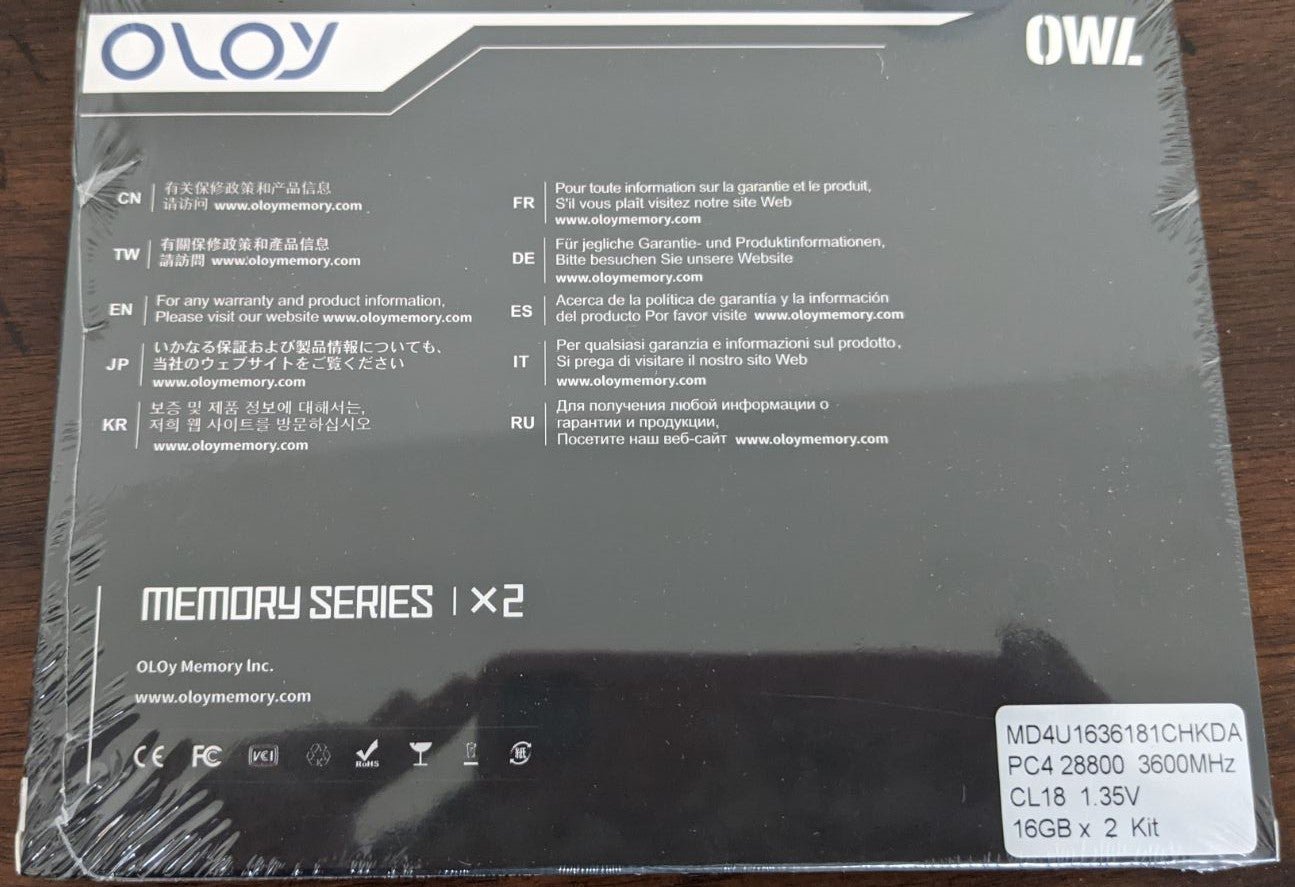 OLOY
OWL
CN
有关保修政策和产品信息
请访问 www.oloymemory.com
TW
有關保修政策和產品信息
請訪問 www.oloymemory.com
EN
For any warranty and product information,
Please visit our website www.oloymemory.com
JP
いかなる保証および製品情報についても、
当社のウェブサイトをご覧ください
www.oloymemory.com
KR
보증 및 제품 정보에 대해서는,
저희 웹 사이트를 방문하십시오
www.oloymemory.com
FR
Pour toute information sur la garantie et le produit,
S'il vous plaît visitez notre site Web
www.oloymemory.com
DE
Für jegliche Garantie- und Produktinformationen,
Bitte besuchen Sie unsere Website
www.oloymemory.com
ES
Acerca de la política de garantía y la información
del producto Por favor visite www.oloymemory.com
IT
Per qualsiasi garanzia e informazioni sul prodotto,
Si prega di visitare il nostro sito Web
www.oloymemory.com
RU
Для получения любой информации о
гарантии и продукции,
Посетите наш веб-сайт www.oloymemory.com
MEMORY SERIES | X2
OLOy Memory Inc.
www.oloymemory.com
CE FC VCI RoHS 紙
MD4U1636181CHKDA
PC4 28800 3600MHz
CL18 1.35V
16GB x 2 Kit